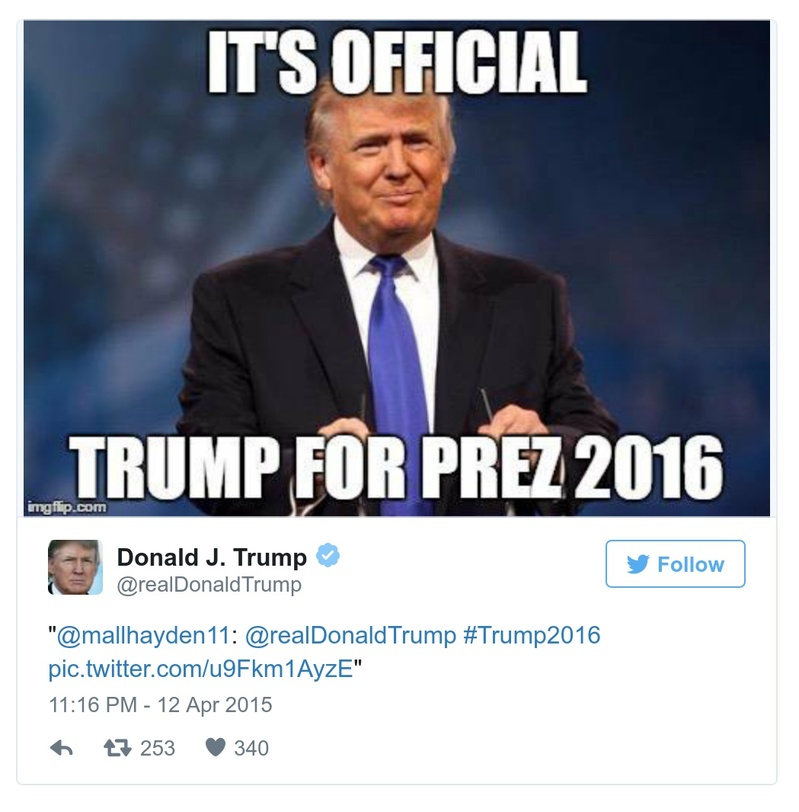 IT'S OFFICIAL
TRUMP FOR PREZ 2016
imgflip.com
Donald J. Trump
@realDonaldTrump
Follow
"@mallhayden11: @realDonaldTrump #Trump2016
pic.twitter.com/u9Fkm1AyzE"
11:16 PM - 12 Apr 2015
253 340